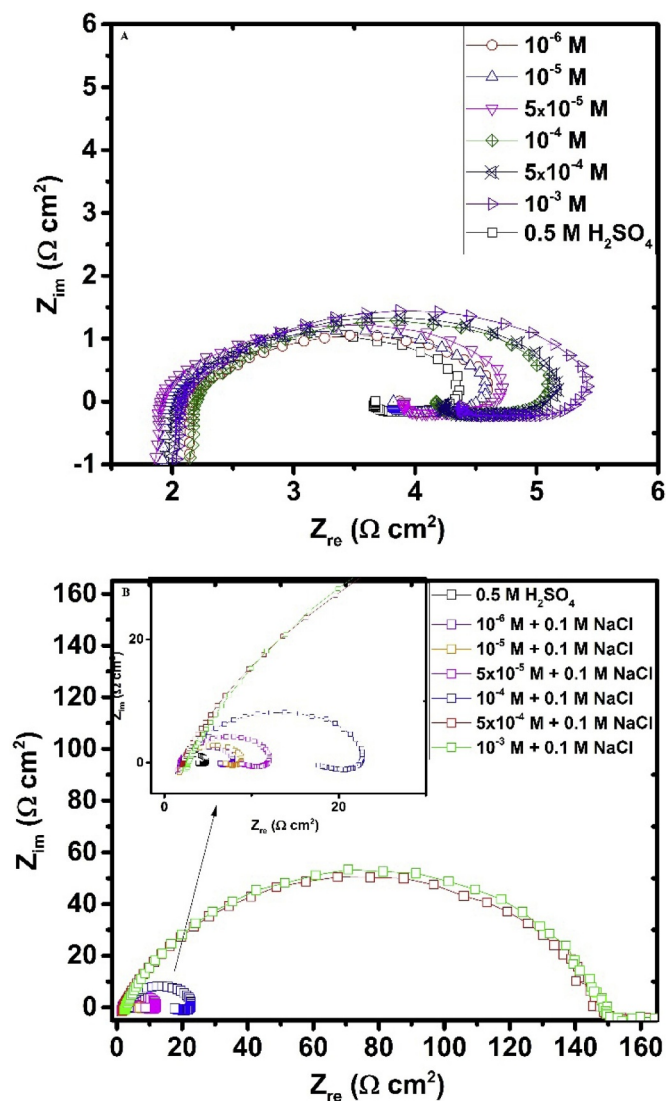 A
6
5
4
3
2
1
0
-1
2
3
4
5
6
Z_im (Ω cm²)
Z_re (Ω cm²)
10⁻⁶ M
10⁻⁵ M
5x10⁻⁵ M
10⁻⁴ M
5x10⁻⁴ M
10⁻³ M
0.5 M H₂SO₄
B
160
140
120
100
80
60
40
20
0
0
20
40
60
80
100
120
140
160
Z_im (Ω cm²)
Z_re (Ω cm²)
20
10
0
0
20
Z_im (Ω cm²)
Z_re (Ω cm²)
0.5 M H₂SO₄
10⁻⁶ M + 0.1 M NaCl
10⁻⁵ M + 0.1 M NaCl
5x10⁻⁵ M + 0.1 M NaCl
10⁻⁴ M + 0.1 M NaCl
5x10⁻⁴ M + 0.1 M NaCl
10⁻³ M + 0.1 M NaCl